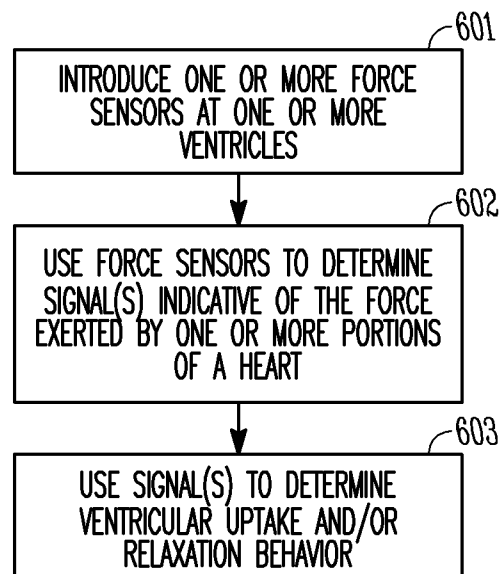 601
INTRODUCE ONE OR MORE FORCE
SENSORS AT ONE OR MORE
VENTRICLES
602
USE FORCE SENSORS TO DETERMINE
SIGNAL(S) INDICATIVE OF THE FORCE
EXERTED BY ONE OR MORE PORTIONS
OF A HEART
603
USE SIGNAL(S) TO DETERMINE
VENTRICULAR UPTAKE AND/OR
RELAXATION BEHAVIOR